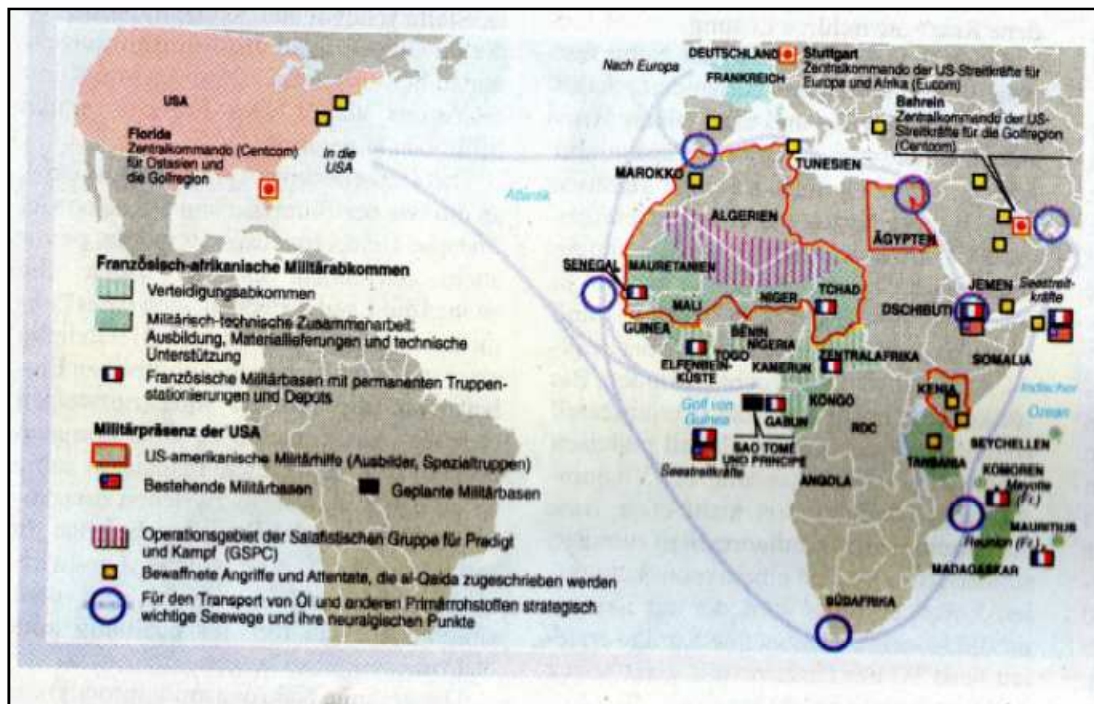 USA
Florida
Zentralkommando (Centcom)
für Ostasien und
die Golfregion
In die
USA
Atlantik
Nach Europa
DEUTSCHLAND
FRANKREICH
Stuttgart
Zentralkommando der US-Streitkräfte für
Europa und Afrika (Eucom)
Bahrein
Zentralkommando der US-
Streitkräfte für die Golfregion
(Centcom)
MAROKKO
TUNESIEN
ALGERIEN
ÄGYPTEN
SENEGAL
MAURETANIEN
MALI
NIGER
TCHAD
JEMEN
Seestreit-
kräfte
DSCHIBUTI
GUINEA
BENIN
NIGERIA
TOGO
ELFENBEIN-
KÜSTE
KAMERUN
ZENTRALAFRIKA
SOMALIA
KENIA
Indischer
Ozean
Golf von
Guinea
GABUN
KONGO
RDC
SAO TOME
UND PRINCIPE
Seestreitkräfte
TANSANIA
SEYCHELLEN
ANGOLA
KOMOREN
Mayotte
(Fr.)
MAURITIUS
Reunion (Fr.)
MADAGASKAR
SÜDAFRIKA
Französisch-afrikanische Militärabkommen
Verteidigungsabkommen
Militärisch-technische Zusammenarbeit:
Ausbildung, Materiallieferungen und technische
Unterstützung
Französische Militärbasen mit permanenten Truppen-
stationierungen und Depots
Militärpräsenz der USA
US-amerikanische Militärhilfe (Ausbilder, Spezialtruppen)
Bestehende Militärbasen
Geplante Militärbasen
Operationsgebiet der Salafistischen Gruppe für Predigt
und Kampf (GSPC)
Bewaffnete Angriffe und Attentate, die al-Qaida zugeschrieben werden
Für den Transport von Öl und anderen Primärrohstoffen strategisch
wichtige Seewege und ihre neuralgischen Punkte